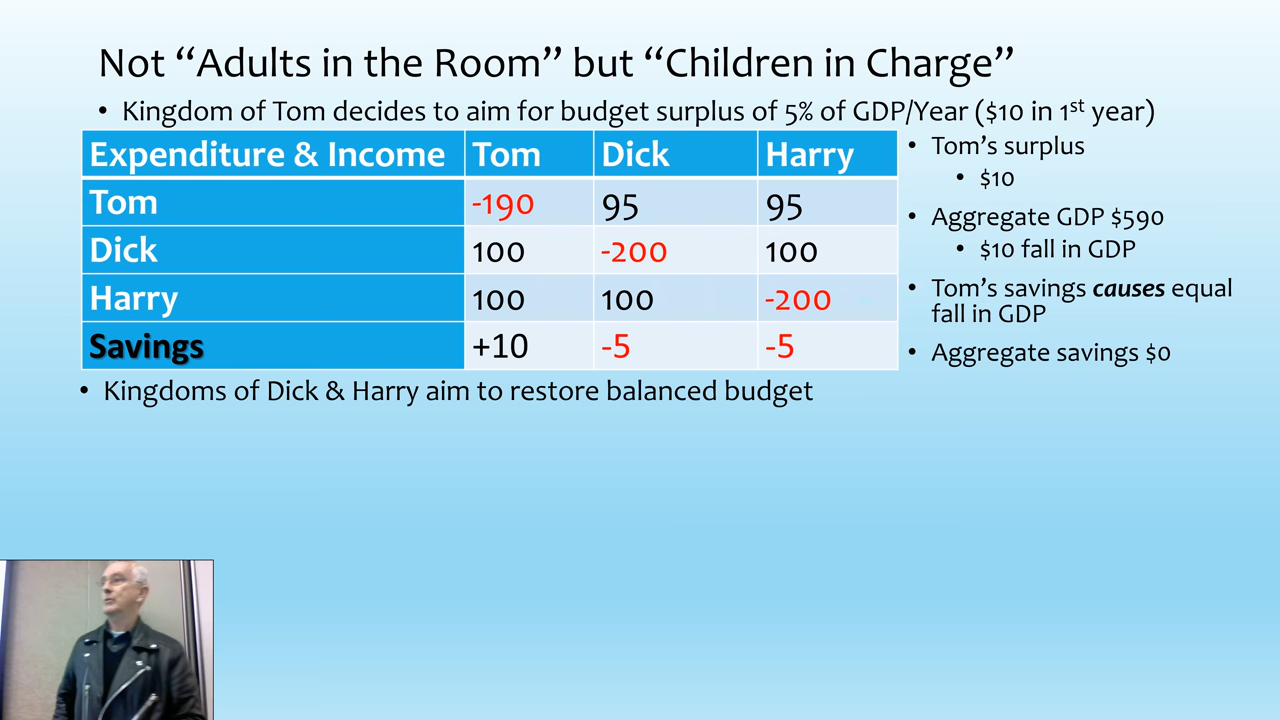 Not “Adults in the Room” but “Children in Charge”
• Kingdom of Tom decides to aim for budget surplus of 5% of GDP/Year ($10 in 1st year)
Expenditure & Income Tom Dick Harry
Tom -190 95 95
Dick 100 -200 100
Harry 100 100 -200
Savings +10 -5 -5
• Tom’s surplus
• $10
• Aggregate GDP $590
• $10 fall in GDP
• Tom’s savings causes equal
fall in GDP
• Aggregate savings $0
• Kingdoms of Dick & Harry aim to restore balanced budget